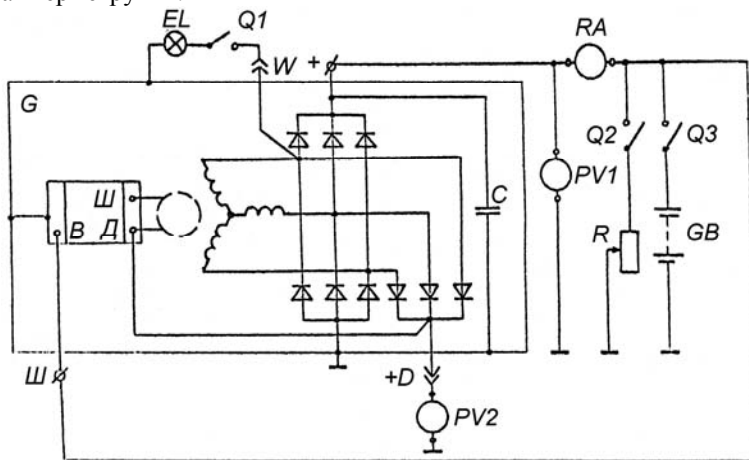 EL
Q1
W
+
RA
G
Q2
Q3
PV1
C
Ш
В
Д
R
GB
Ш
+D
PV2